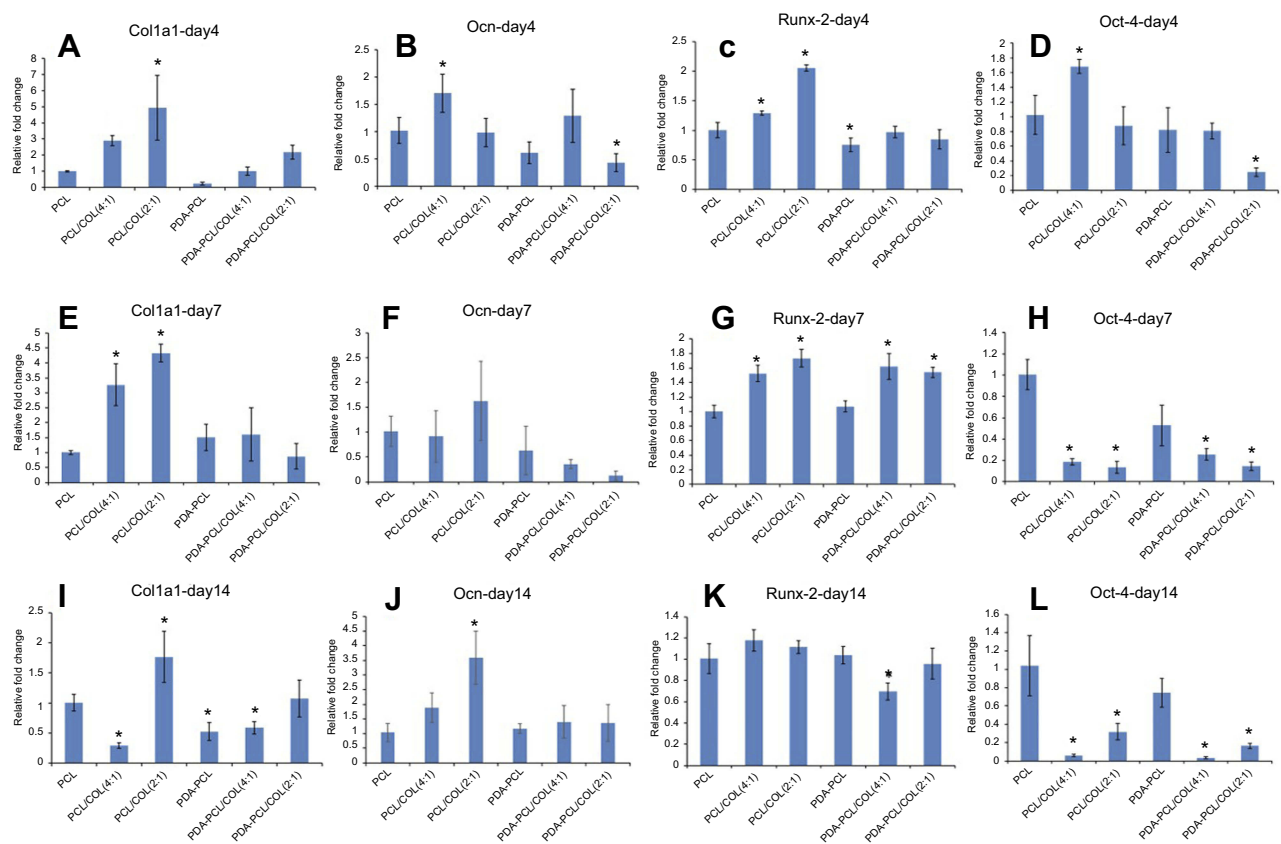 A
Col1a1-day4
Relative fold change
8
7
6
5
4
3
2
1
0
PCL
PCL/COL(4:1)
PCL/COL(2:1)
PDA-PCL
PDA-PCL/COL(4:1)
PDA-PCL/COL(2:1)
*
B
Ocn-day4
Relative fold change
2.5
2
1.5
1
0.5
0
PCL
PCL/COL(4:1)
PCL/COL(2:1)
PDA-PCL
PDA-PCL/COL(4:1)
PDA-PCL/COL(2:1)
*
*
c
Runx-2-day4
Relative fold change
2.5
2
1.5
1
0.5
0
PCL
PCL/COL(4:1)
PCL/COL(2:1)
PDA-PCL
PDA-PCL/COL(4:1)
PDA-PCL/COL(2:1)
*
*
*
D
Oct-4-day4
Relative fold change
2
1.8
1.6
1.4
1.2
1
0.8
0.6
0.4
0.2
0
PCL
PCL/COL(4:1)
PCL/COL(2:1)
PDA-PCL
PDA-PCL/COL(4:1)
PDA-PCL/COL(2:1)
*
*
E
Col1a1-day7
Relative fold change
5
4.5
4
3.5
3
2.5
2
1.5
1
0.5
0
PCL
PCL/COL(4:1)
PCL/COL(2:1)
PDA-PCL
PDA-PCL/COL(4:1)
PDA-PCL/COL(2:1)
*
*
F
Ocn-day7
Relative fold change
3
2.5
2
1.5
1
0.5
0
PCL
PCL/COL(4:1)
PCL/COL(2:1)
PDA-PCL
PDA-PCL/COL(4:1)
PDA-PCL/COL(2:1)
G
Runx-2-day7
Relative fold change
2
1.8
1.6
1.4
1.2
1
0.8
0.6
0.4
0.2
0
PCL
PCL/COL(4:1)
PCL/COL(2:1)
PDA-PCL
PDA-PCL/COL(4:1)
PDA-PCL/COL(2:1)
*
*
*
*
H
Oct-4-day7
Relative fold change
1.4
1.2
1
0.8
0.6
0.4
0.2
0
PCL
PCL/COL(4:1)
PCL/COL(2:1)
PDA-PCL
PDA-PCL/COL(4:1)
PDA-PCL/COL(2:1)
*
*
*
*
I
Col1a1-day14
Relative fold change
2.5
2
1.5
1
0.5
0
PCL
PCL/COL(4:1)
PCL/COL(2:1)
PDA-PCL
PDA-PCL/COL(4:1)
PDA-PCL/COL(2:1)
*
*
*
*
J
Ocn-day14
Relative fold change
5
4.5
4
3.5
3
2.5
2
1.5
1
0.5
0
PCL
PCL/COL(4:1)
PCL/COL(2:1)
PDA-PCL
PDA-PCL/COL(4:1)
PDA-PCL/COL(2:1)
*
K
Runx-2-day14
Relative fold change
1.4
1.2
1
0.8
0.6
0.4
0.2
0
PCL
PCL/COL(4:1)
PCL/COL(2:1)
PDA-PCL
PDA-PCL/COL(4:1)
PDA-PCL/COL(2:1)
*
L
Oct-4-day14
Relative fold change
1.6
1.4
1.2
1
0.8
0.6
0.4
0.2
0
PCL
PCL/COL(4:1)
PCL/COL(2:1)
PDA-PCL
PDA-PCL/COL(4:1)
PDA-PCL/COL(2:1)
*
*
*
*